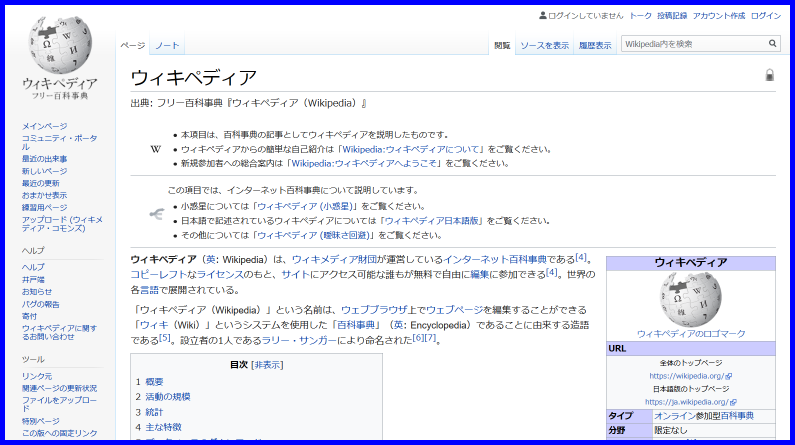 ログインしていません トーク 投稿記録 アカウント作成 ログイン
ページ ノート 閲覧 ソースを表示 履歴表示 Wikipedia内を検索
ウィキペディア
フリー百科事典
メインページ
コミュニティ・ポータ
ル
最近の出来事
新しいページ
最近の更新
おまかせ表示
練習用ページ
アップロード (ウィキメ
ディア・コモンズ)
ヘルプ
ヘルプ
井戸端
お知らせ
バグの報告
寄付
ウィキペディアに関す
るお問い合わせ
ツール
リンク元
関連ページの更新状況
ファイルをアップロー
ド
特別ページ
この版への固定リンク
ウィキペディア
出典: フリー百科事典『ウィキペディア（Wikipedia）』
W
本項目は、百科事典の記事としてウィキペディアを説明したものです。
ウィキペディアからの簡単な自己紹介は「Wikipedia:ウィキペディアについて」をご覧ください。
新規参加者への総合案内は「Wikipedia:ウィキペディアへようこそ」をご覧ください。
この項目では、インターネット百科事典について説明しています。
小惑星については「ウィキペディア (小惑星)」をご覧ください。
日本語で記述されているウィキペディアについては「ウィキペディア日本語版」をご覧ください。
その他については「ウィキペディア (曖昧さ回避)」をご覧ください。
ウィキペディア（英: Wikipedia）は、ウィキメディア財団が運営しているインターネット百科事典である[4]。
コピーレフトなライセンスのもと、サイトにアクセス可能な誰もが無料で自由に編集に参加できる[4]。世界の
各言語で展開されている。
「ウィキペディア（Wikipedia）」という名前は、ウェブブラウザ上でウェブページを編集することができる
「ウィキ（Wiki）」というシステムを使用した「百科事典」（英: Encyclopedia）であることに由来する造語
である[5]。設立者の1人であるラリー・サンガーにより命名された[6][7]。
目次 [非表示]
1 概要
2 活動の規模
3 統計
4 主な特徴
ウィキペディア
ウィキペディアのロゴマーク
URL
全体のトップページ
https://wikipedia.org/
日本語版のトップページ
https://ja.wikipedia.org/
タイプ オンライン参加型百科事典
分野 限定なし